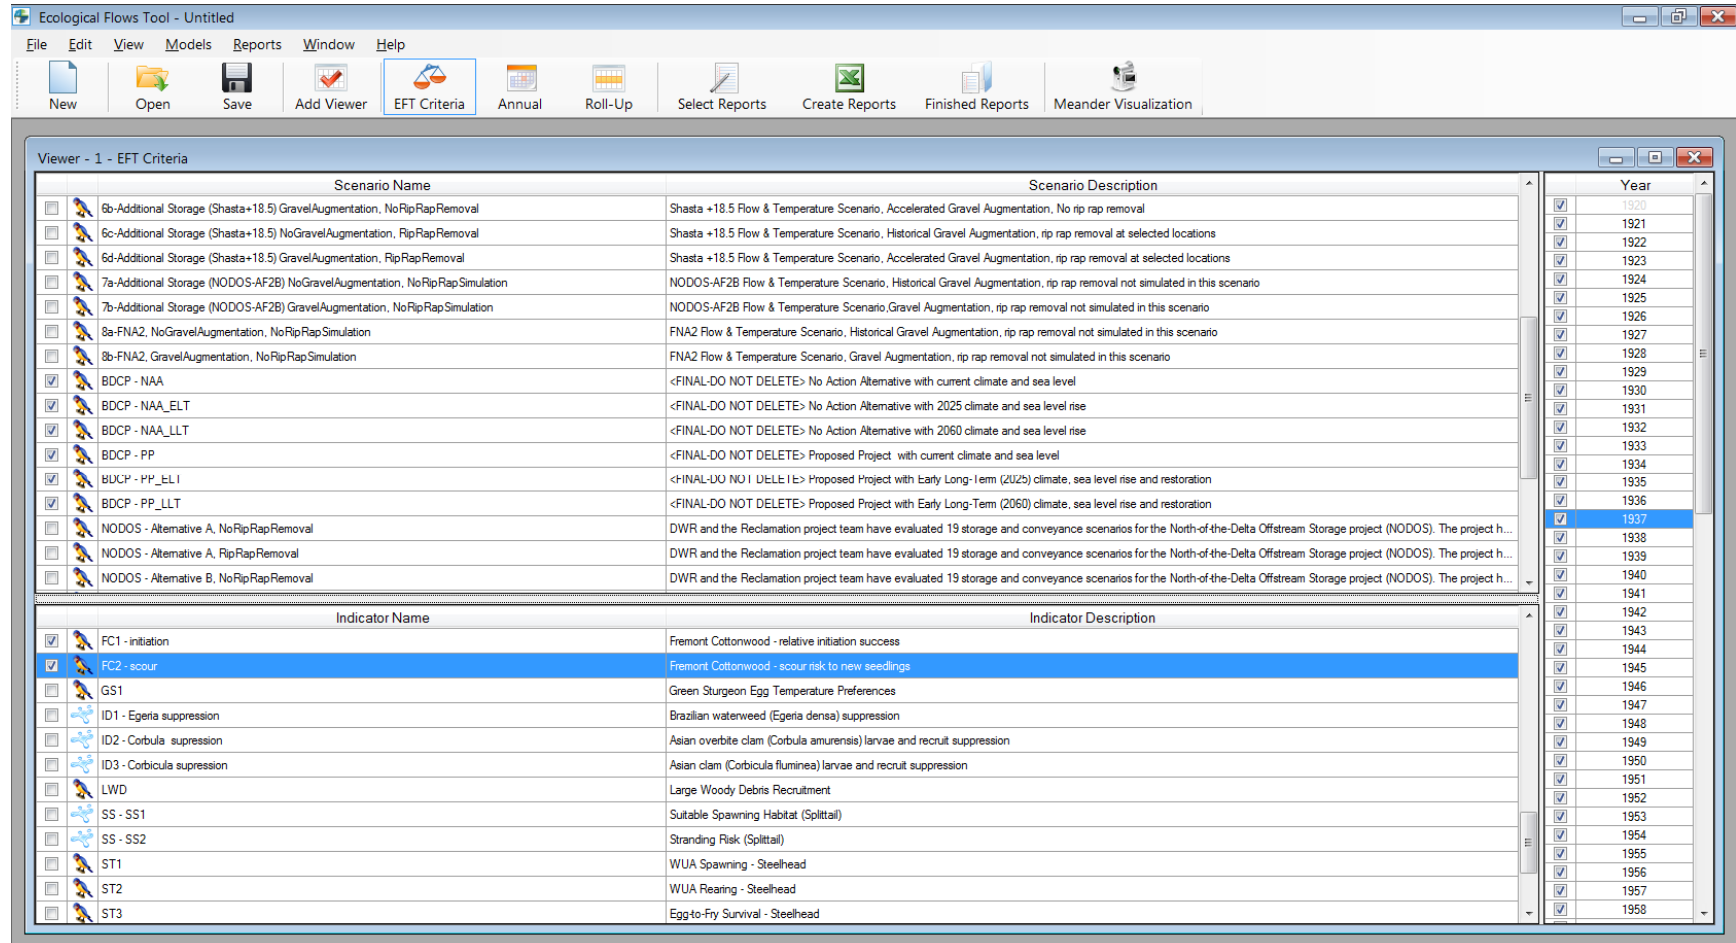 Ecological Flows Tool - Untitled
File Edit View Models Reports Window Help
New Open Save Add Viewer EFT Criteria Annual Roll-Up Select Reports Create Reports Finished Reports Meander Visualization
Viewer - 1 - EFT Criteria
Scenario Name Scenario Description
6b-Additional Storage (Shasta+18.5) GravelAugmentation, NoRipRapRemoval Shasta +18.5 Flow & Temperature Scenario, Accelerated Gravel Augmentation, No rip rap removal
6c-Additional Storage (Shasta+18.5) NoGravelAugmentation, RipRapRemoval Shasta +18.5 Flow & Temperature Scenario, Historical Gravel Augmentation, rip rap removal at selected locations
6d-Additional Storage (Shasta+18.5) GravelAugmentation, RipRapRemoval Shasta +18.5 Flow & Temperature Scenario, Accelerated Gravel Augmentation, rip rap removal at selected locations
7a-Additional Storage (NODOS-AF2B) NoGravelAugmentation, NoRipRapSimulation NODOS-AF2B Flow & Temperature Scenario, Historical Gravel Augmentation, rip rap removal not simulated in this scenario
7b-Additional Storage (NODOS-AF2B) GravelAugmentation, NoRipRapSimulation NODOS-AF2B Flow & Temperature Scenario,Gravel Augmentation, rip rap removal not simulated in this scenario
8a-FNA2, NoGravelAugmentation, NoRipRapSimulation FNA2 Flow & Temperature Scenario, Historical Gravel Augmentation, rip rap removal not simulated in this scenario
8b-FNA2, GravelAugmentation, NoRipRapSimulation FNA2 Flow & Temperature Scenario, Gravel Augmentation, rip rap removal not simulated in this scenario
BDCP - NAA <FINAL-DO NOT DELETE> No Action Alternative with current climate and sea level
BDCP - NAA_ELT <FINAL-DO NOT DELETE> No Action Alternative with 2025 climate and sea level rise
BDCP - NAA_LLT <FINAL-DO NOT DELETE> No Action Alternative with 2060 climate and sea level rise
BDCP - PP <FINAL-DO NOT DELETE> Proposed Project with current climate and sea level
BDCP - PP_ELT <FINAL-DO NOT DELETE> Proposed Project with Early Long-Term (2025) climate, sea level rise and restoration
BDCP - PP_LLT <FINAL-DO NOT DELETE> Proposed Project with Early Long-Term (2060) climate, sea level rise and restoration
NODOS - Alternative A, NoRipRapRemoval DWR and the Reclamation project team have evaluated 19 storage and conveyance scenarios for the North-of-the-Delta Offstream Storage project (NODOS). The project h...
NODOS - Alternative A, RipRapRemoval DWR and the Reclamation project team have evaluated 19 storage and conveyance scenarios for the North-of-the-Delta Offstream Storage project (NODOS). The project h...
NODOS - Alternative B, NoRipRapRemoval DWR and the Reclamation project team have evaluated 19 storage and conveyance scenarios for the North-of-the-Delta Offstream Storage project (NODOS). The project h...
Indicator Name Indicator Description
FC1 - initiation Fremont Cottonwood - relative initiation success
FC2 - scour Fremont Cottonwood - scour risk to new seedlings
GS1 Green Sturgeon Egg Temperature Preferences
ID1 - Egeria suppression Brazilian waterweed (Egeria densa) suppression
ID2 - Corbula supression Asian overbite clam (Corbula amurensis) larvae and recruit suppression
ID3 - Corbicula supression Asian clam (Corbicula fluminea) larvae and recruit suppression
LWD Large Woody Debris Recruitment
SS - SS1 Suitable Spawning Habitat (Splittail)
SS - SS2 Stranding Risk (Splittail)
ST1 WUA Spawning - Steelhead
ST2 WUA Rearing - Steelhead
ST3 Egg-to-Fry Survival - Steelhead
Year
1920
1921
1922
1923
1924
1925
1926
1927
1928
1929
1930
1931
1932
1933
1934
1935
1936
1937
1938
1939
1940
1941
1942
1943
1944
1945
1946
1947
1948
1949
1950
1951
1952
1953
1954
1955
1956
1957
1958